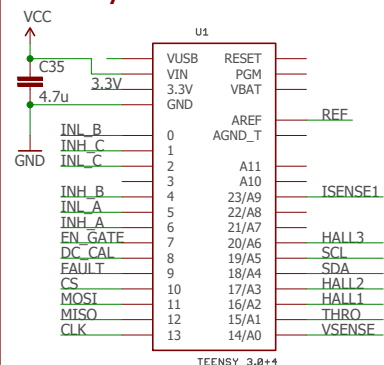 VCC
U1
C35
4.7u
3.3V
GND
VUSB RESET
VIN PGM
3.3V VBAT
GND
AREF REF
AGND_T
INL_B 0
INH_C 1 A11
INL_C 2 A10
3
INH_B 4 23/A9 ISENSE1
INL_A 5 22/A8
INH_A 6 21/A7
EN_GATE 7 20/A6 HALL3
DC_CAL 8 19/A5 SCL
FAULT 9 18/A4 SDA
CS 10 17/A3 HALL2
MOSI 11 16/A2 HALL1
MISO 12 15/A1 THRO
CLK 13 14/A0 VSENSE
TEENSY 3.0+4